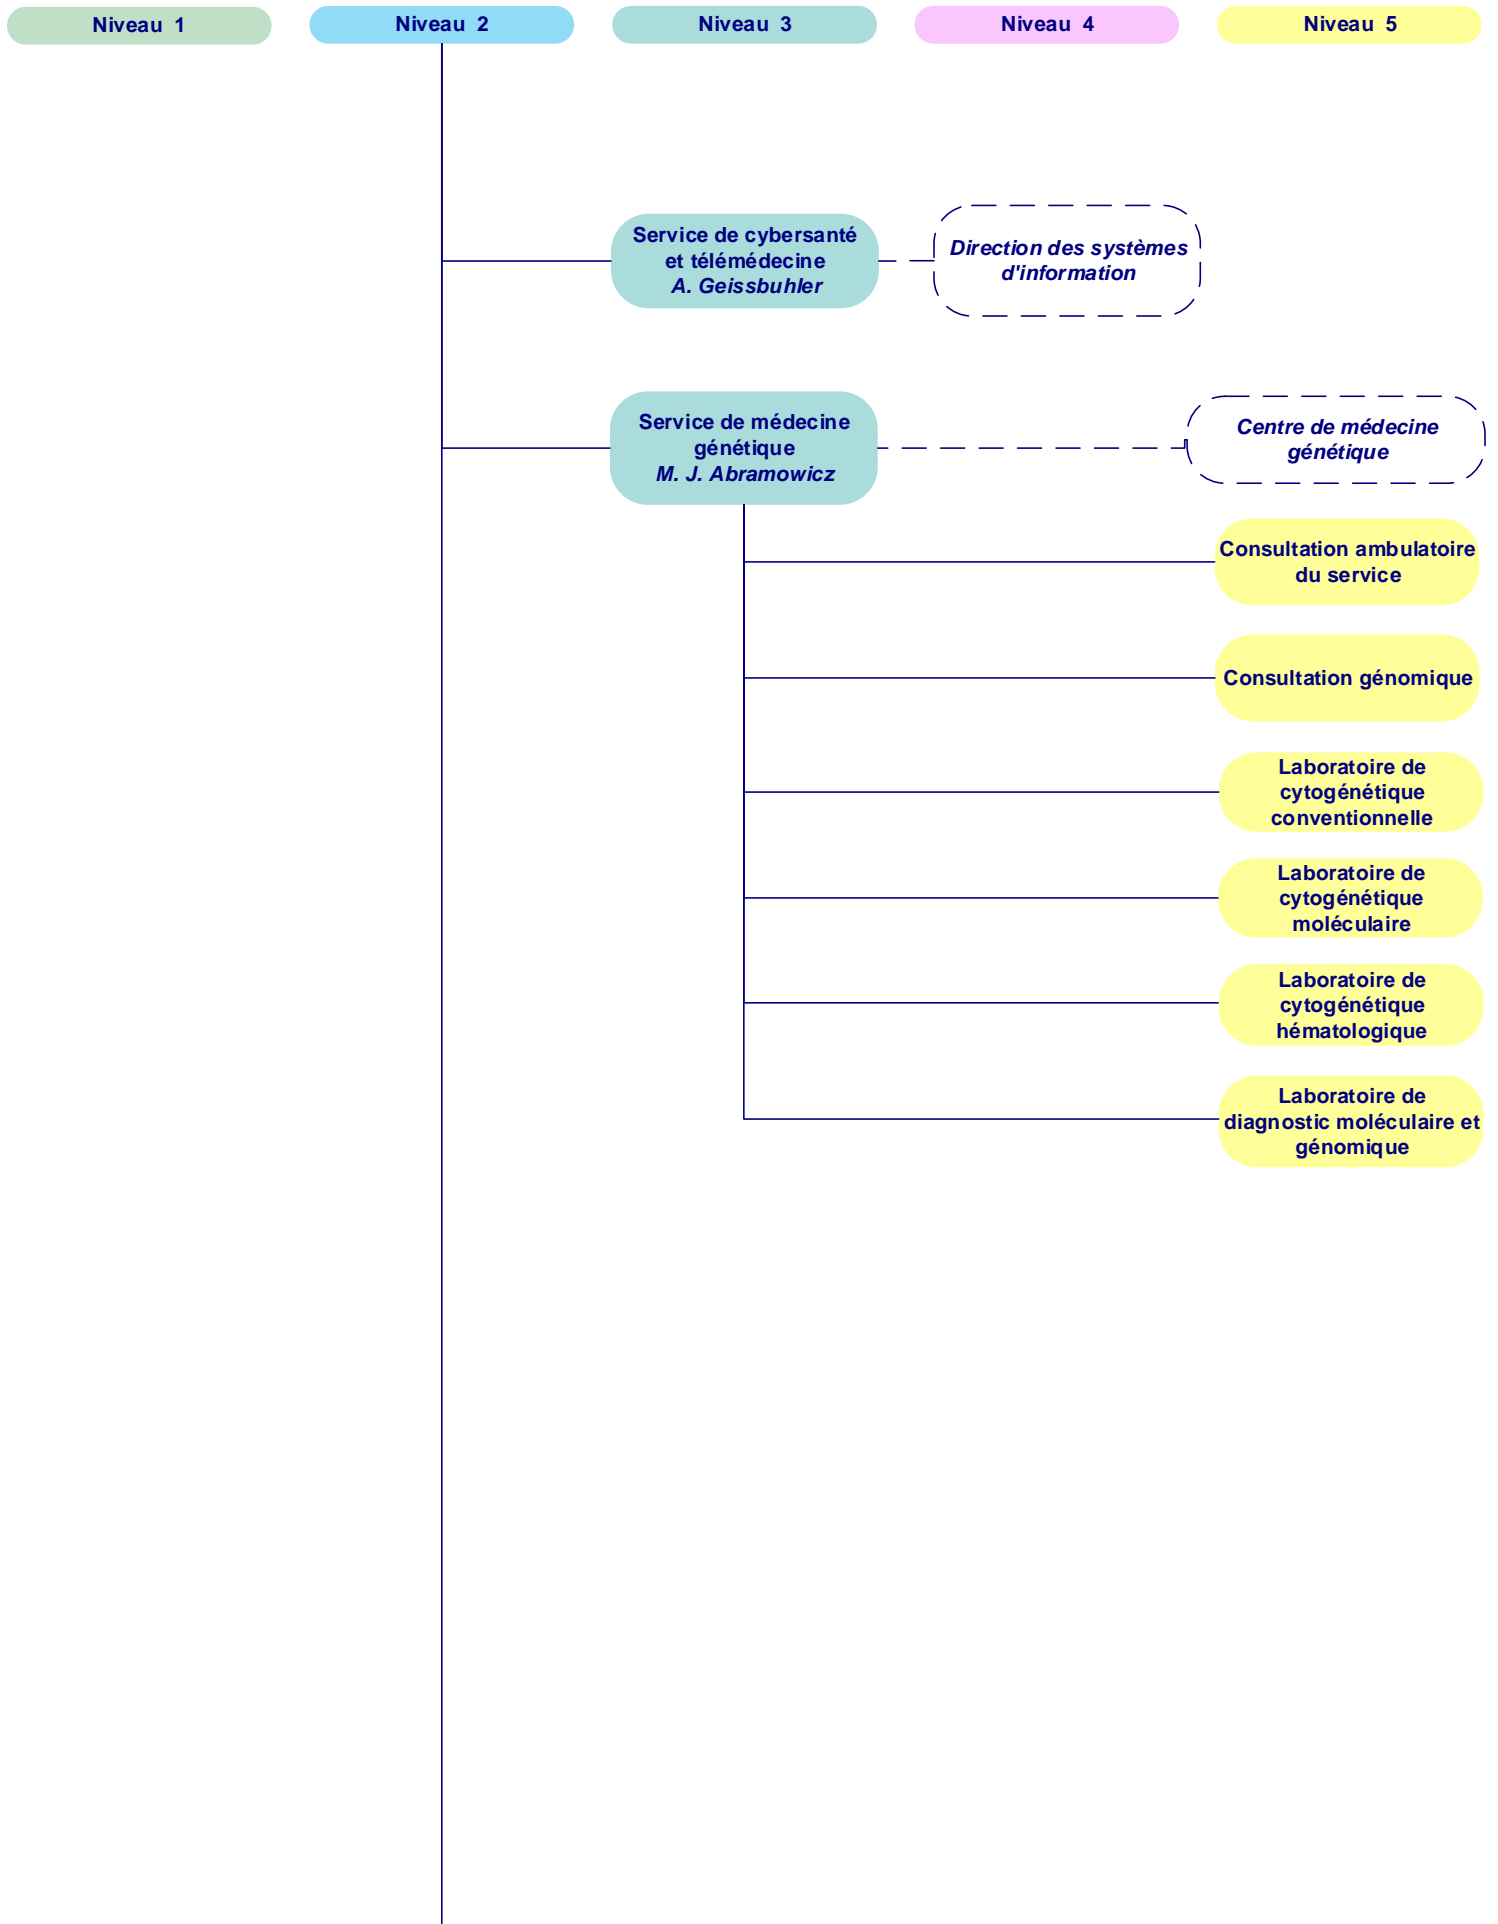 Niveau 1
Niveau 2
Niveau 3
Niveau 4
Niveau 5
Service de cybersanté
et télémédecine
A. Geissbuhler
Direction des systèmes
d'information
Service de médecine
génétique
M. J. Abramowicz
Centre de médecine
génétique
Consultation ambulatoire
du service
Consultation génomique
Laboratoire de
cytogénétique
conventionnelle
Laboratoire de
cytogénétique
moléculaire
Laboratoire de
cytogénétique
hématologique
Laboratoire de
diagnostic moléculaire et
génomique